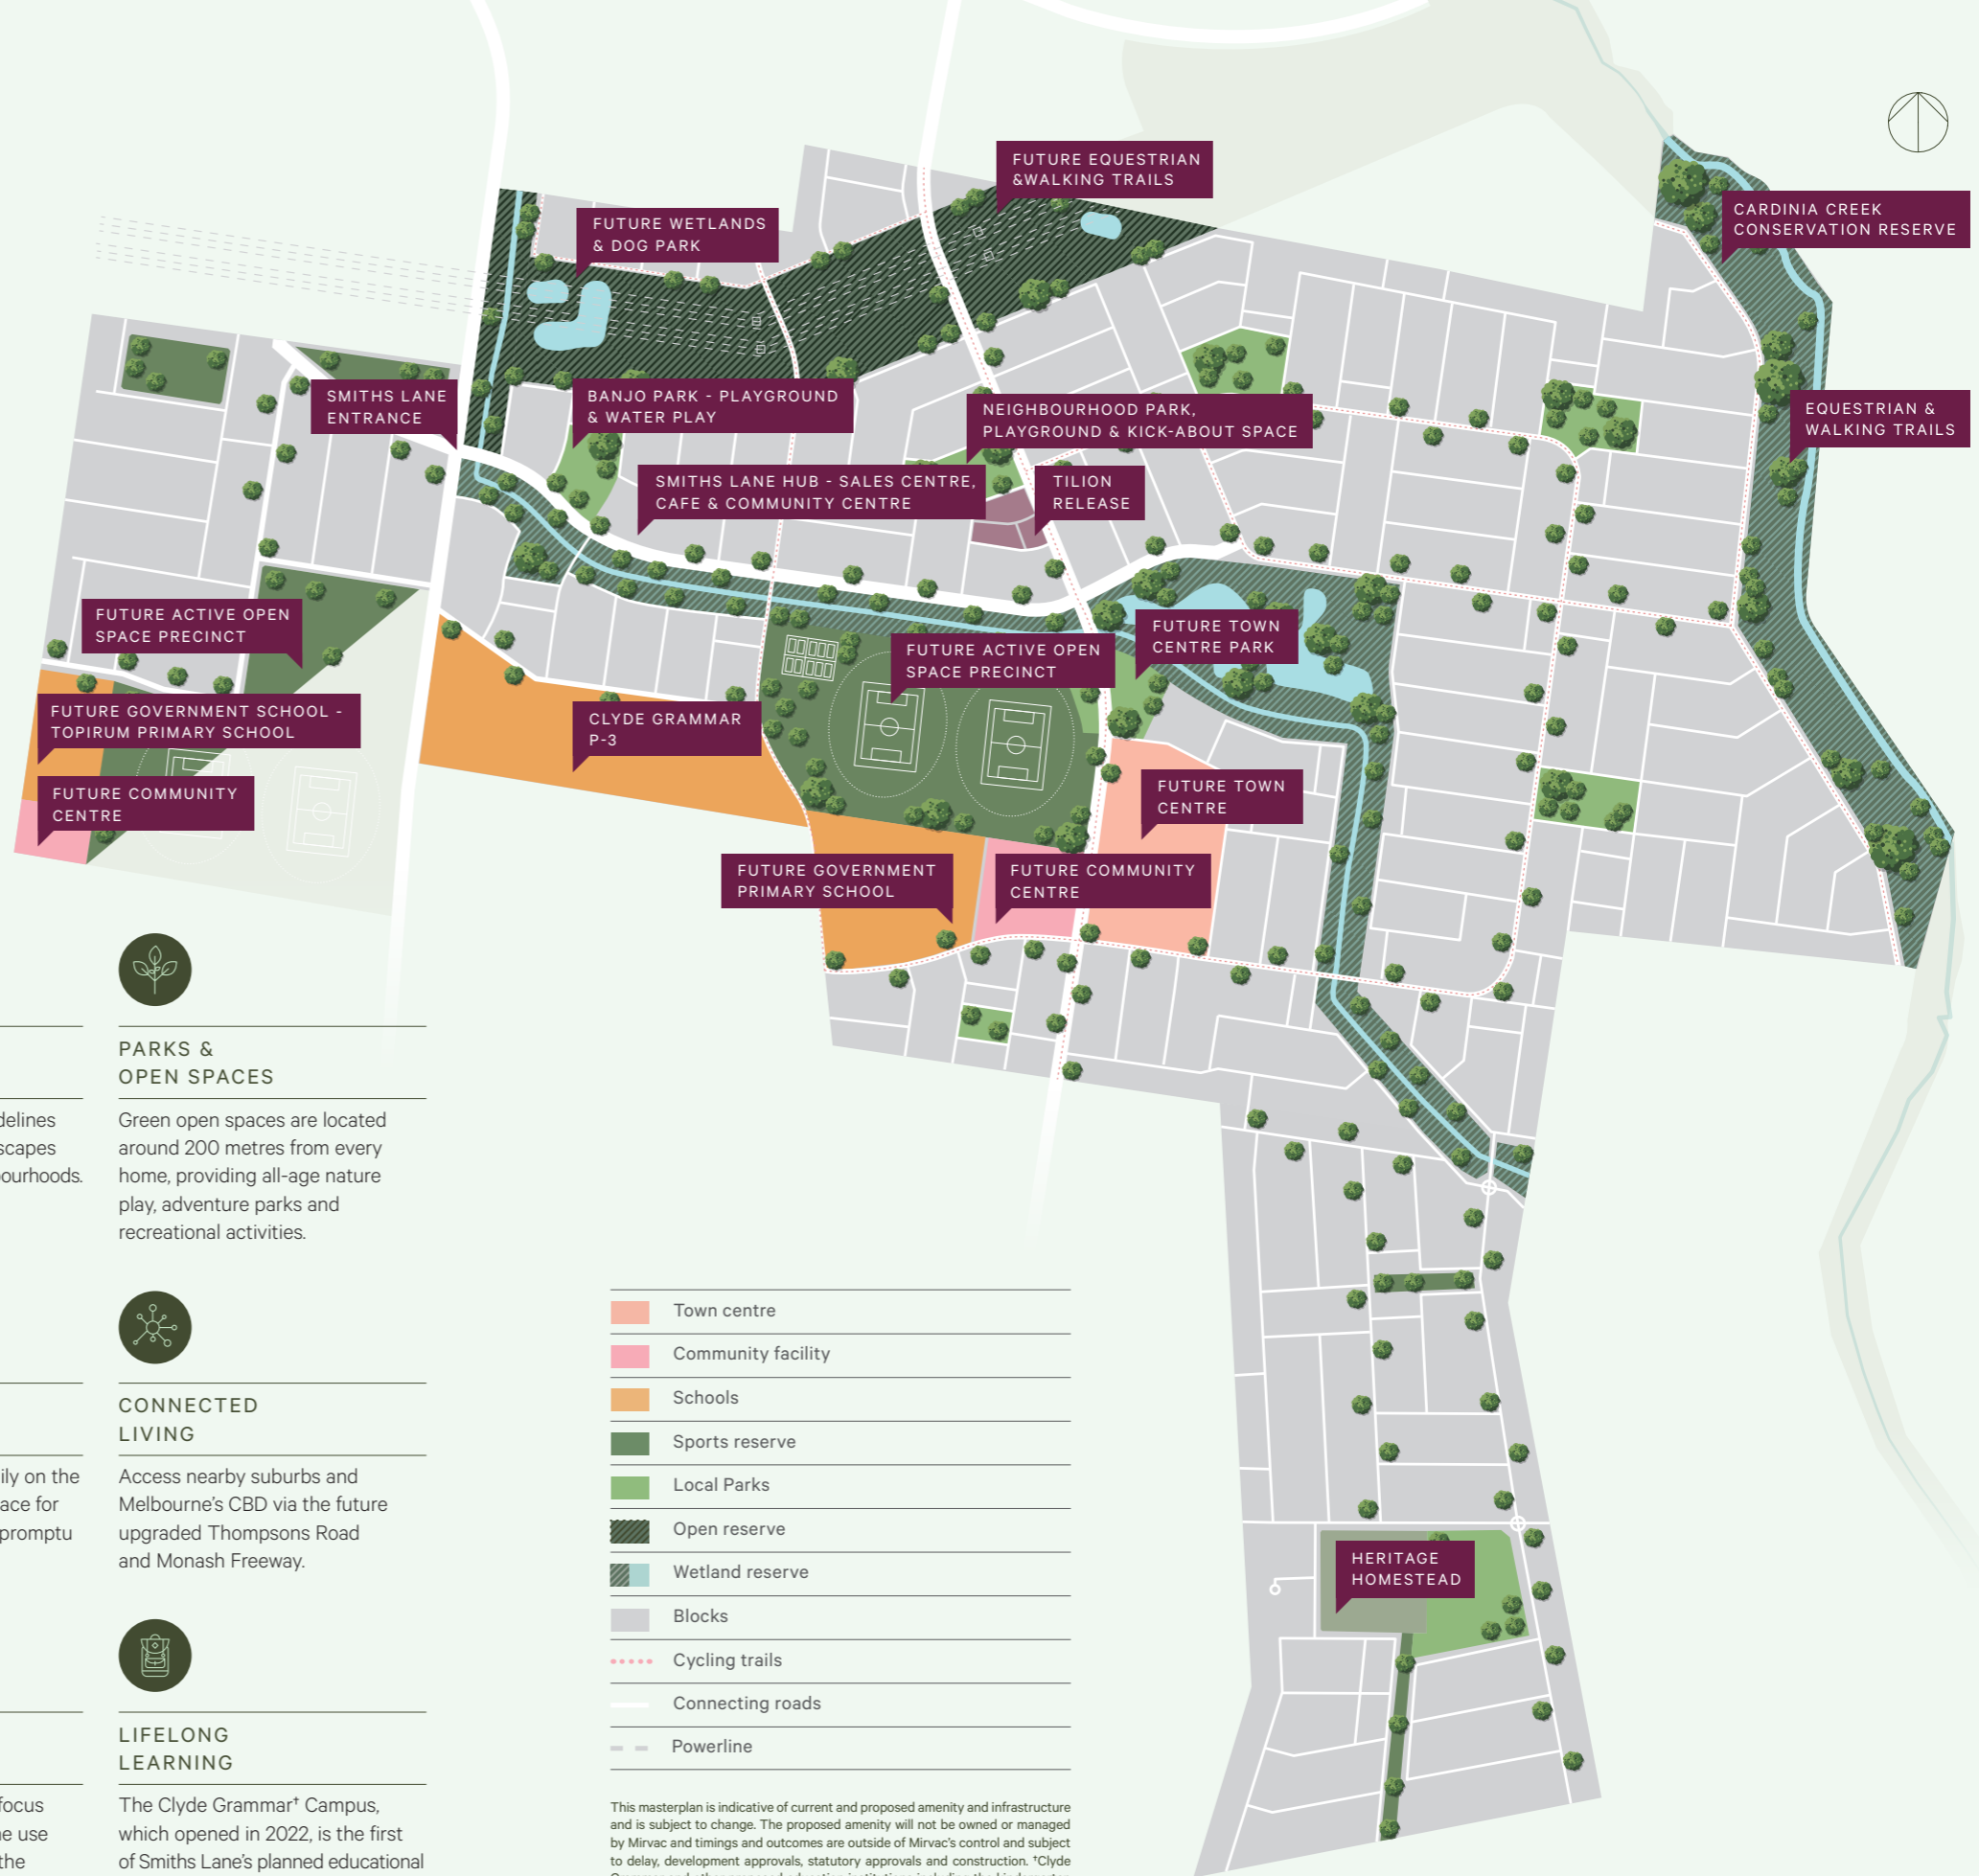 FUTURE EQUESTRIAN
&WALKING TRAILS
CARDINIA CREEK
CONSERVATION RESERVE
FUTURE WETLANDS
& DOG PARK
SMITHS LANE
ENTRANCE
BANJO PARK - PLAYGROUND
& WATER PLAY
NEIGHBOURHOOD PARK,
PLAYGROUND & KICK-ABOUT SPACE
EQUESTRIAN &
WALKING TRAILS
SMITHS LANE HUB - SALES CENTRE,
CAFE & COMMUNITY CENTRE
TILION
RELEASE
FUTURE ACTIVE OPEN
SPACE PRECINCT
FUTURE ACTIVE OPEN
SPACE PRECINCT
FUTURE TOWN
CENTRE PARK
FUTURE GOVERNMENT SCHOOL -
TOPIRUM PRIMARY SCHOOL
CLYDE GRAMMAR
P-3
FUTURE COMMUNITY
CENTRE
FUTURE TOWN
CENTRE
FUTURE GOVERNMENT
PRIMARY SCHOOL
FUTURE COMMUNITY
CENTRE
HERITAGE
HOMESTEAD
delines
scapes
ourhoods.
ily on the
ace for
promptu
focus
e use
the
PARKS &
OPEN SPACES
Green open spaces are located
around 200 metres from every
home, providing all-age nature
play, adventure parks and
recreational activities.
CONNECTED
LIVING
Access nearby suburbs and
Melbourne's CBD via the future
upgraded Thompsons Road
and Monash Freeway.
LIFELONG
LEARNING
The Clyde Grammar† Campus,
which opened in 2022, is the first
of Smiths Lane's planned educational
Town centre
Community facility
Schools
Sports reserve
Local Parks
Open reserve
Wetland reserve
Blocks
Cycling trails
Connecting roads
Powerline
This masterplan is indicative of current and proposed amenity and infrastructure
and is subject to change. The proposed amenity will not be owned or managed
by Mirvac and timings and outcomes are outside of Mirvac's control and subject
to delay, development approvals, statutory approvals and construction. †Clyde